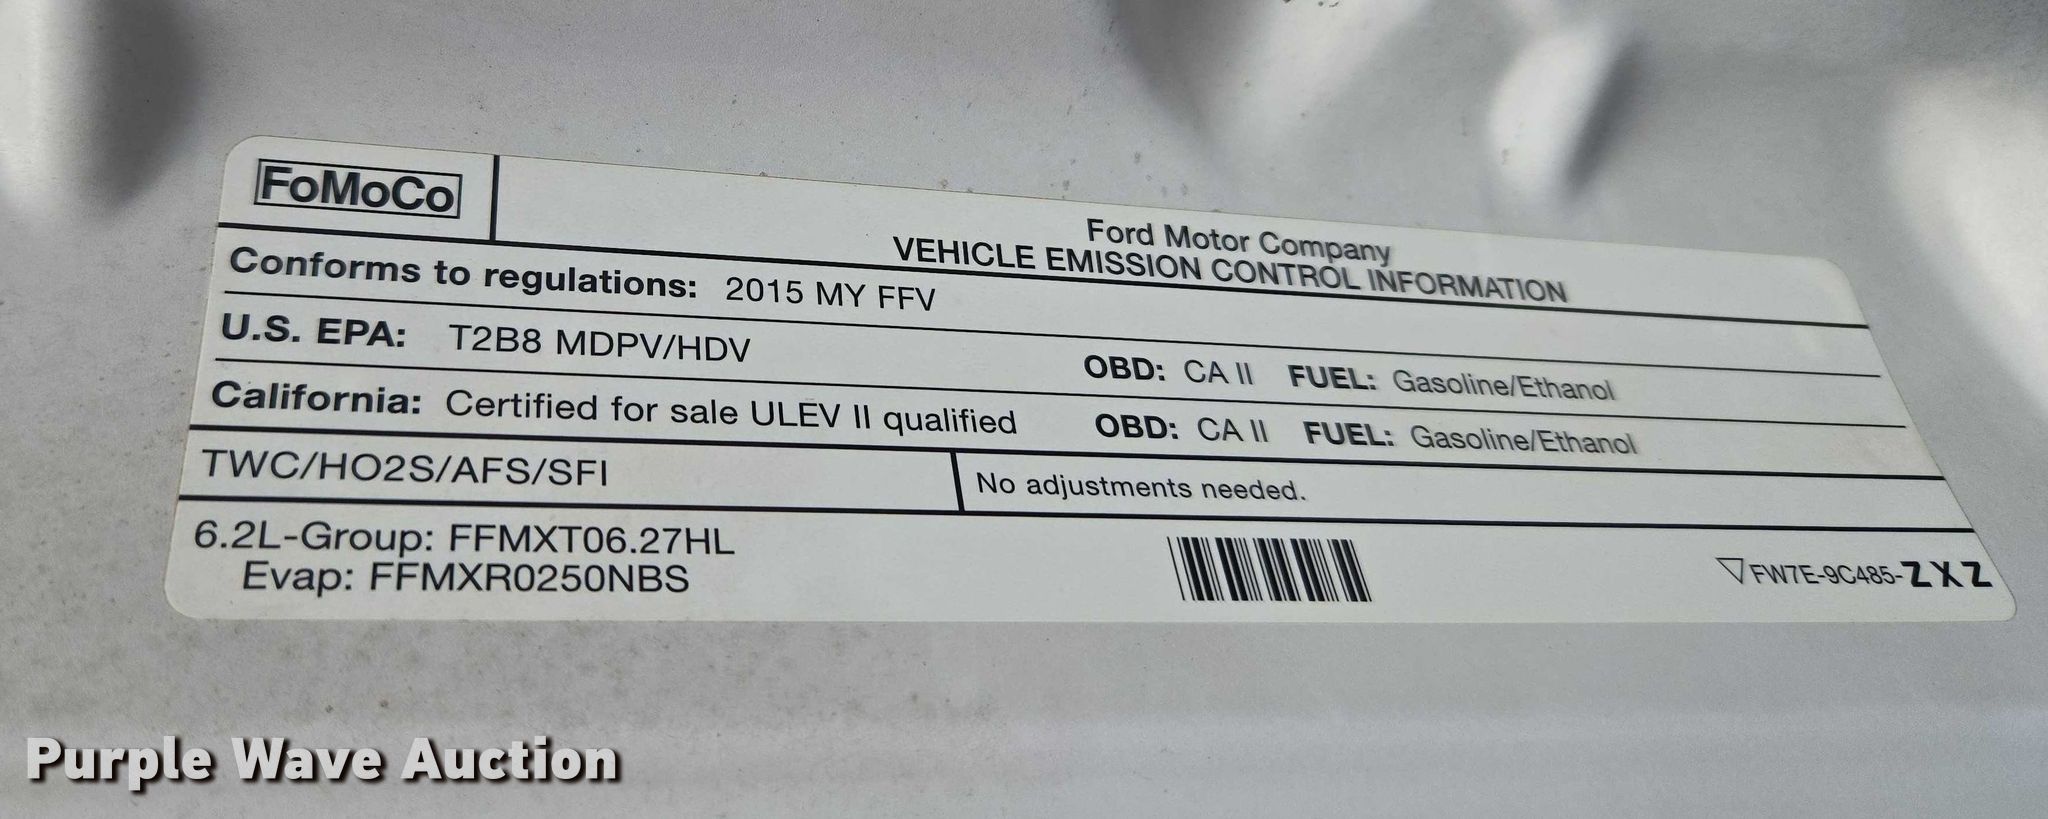 FoMoCo
Ford Motor Company
VEHICLE EMISSION CONTROL INFORMATION
Conforms to regulations: 2015 MY FFV
U.S. EPA: T2B8 MDPV/HDV OBD: CA II FUEL: Gasoline/Ethanol
California: Certified for sale ULEV II qualified OBD: CA II FUEL: Gasoline/Ethanol
TWC/HO2S/AFS/SFI No adjustments needed.
6.2L-Group: FFMXT06.27HL
Evap: FFMXR0250NBS
FW7E-9C485-ZXZ
Purple Wave Auction